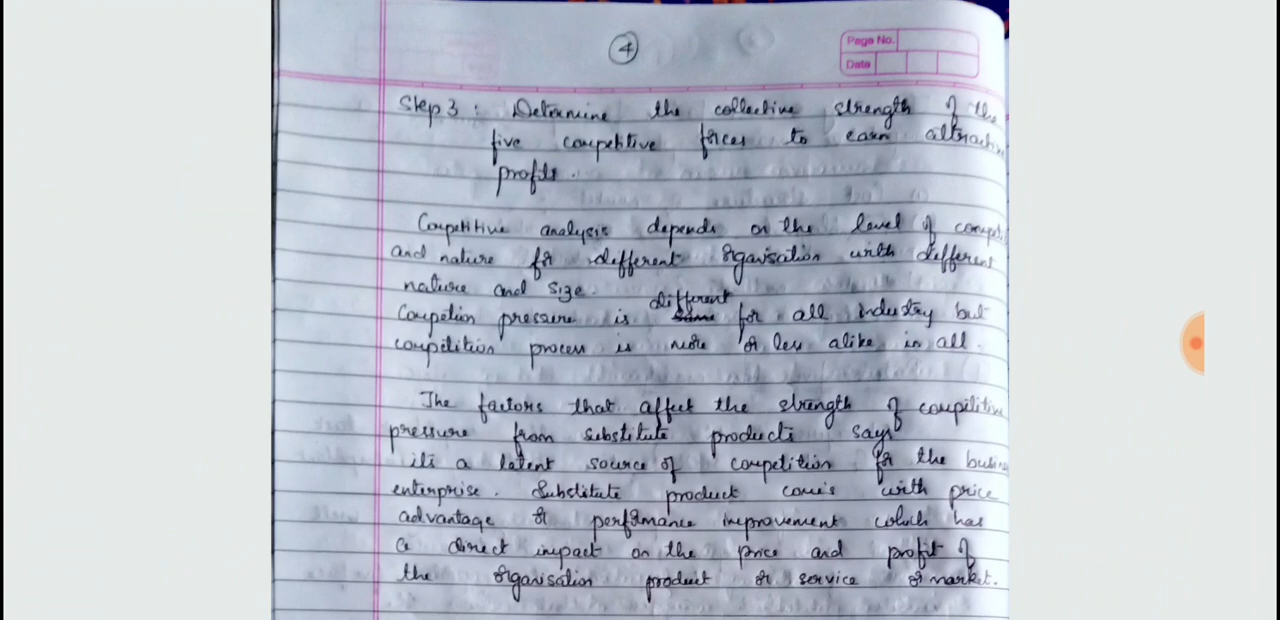 4
Page No.
Date
Step 3 : Determine the collective strength of the
five competitive forces to earn attractive
profits.
Competitive analysis depends on the level of
and nature for different organisation with different
nature and size.
different
Coupetion pressure is same for all industry but
competition process is more or less alike in all.
The factors that affect the strength of competitive
pressure from substitute products says
its a latent source of competition for the busin
enterprise. Substitute product come's with price
advantage or performance improvement which has
a direct impact on the price and profit of
the organisation product or service or market.